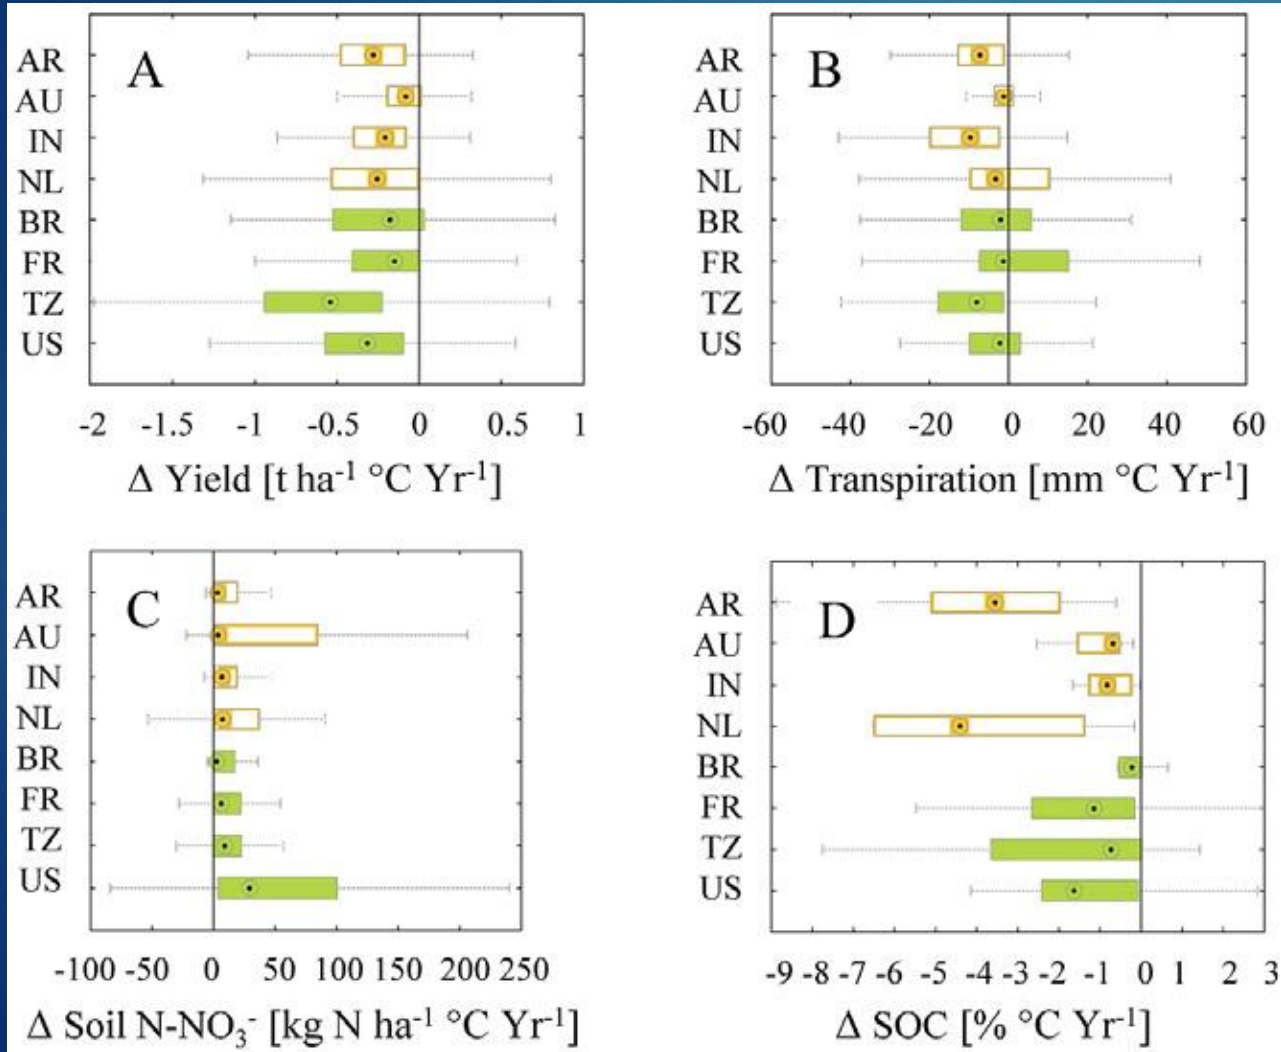 A
AR
AU
IN
NL
BR
FR
TZ
US
-2 -1.5 -1 -0.5 0 0.5 1
Δ Yield [t ha⁻¹ °C Yr⁻¹]
B
AR
AU
IN
NL
BR
FR
TZ
US
-60 -40 -20 0 20 40 60
Δ Transpiration [mm °C Yr⁻¹]
C
AR
AU
IN
NL
BR
FR
TZ
US
-100 -50 0 50 100 150 200 250
Δ Soil N-NO₃⁻ [kg N ha⁻¹ °C Yr⁻¹]
D
AR
AU
IN
NL
BR
FR
TZ
US
-9 -8 -7 -6 -5 -4 -3 -2 -1 0 1 2 3
Δ SOC [% °C Yr⁻¹]